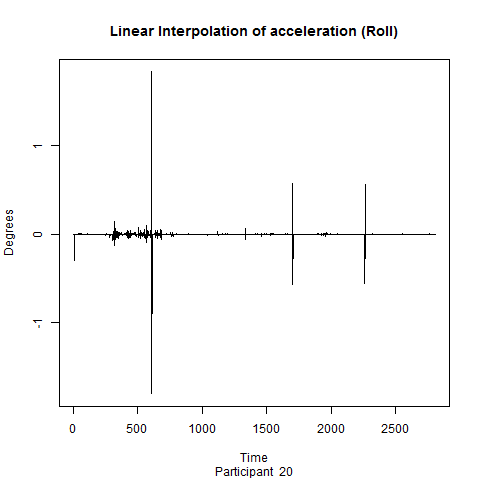 Linear Interpolation of acceleration (Roll)
Degrees
1
0
-1
0 500 1000 1500 2000 2500
Time
Participant 20